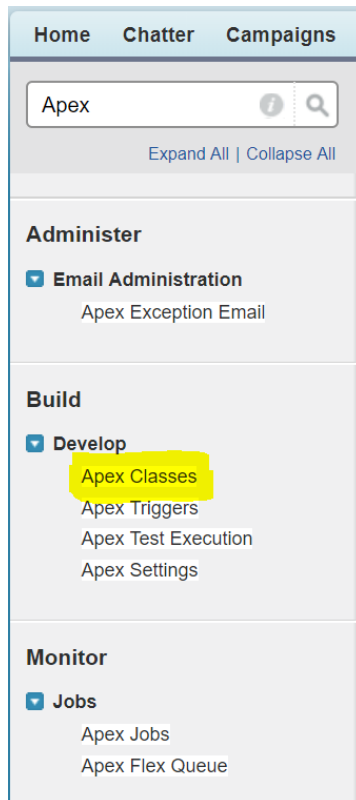 Home Chatter Campaigns
Apex
Expand All | Collapse All
Administer
Email Administration
Apex Exception Email
Build
Develop
Apex Classes
Apex Triggers
Apex Test Execution
Apex Settings
Monitor
Jobs
Apex Jobs
Apex Flex Queue